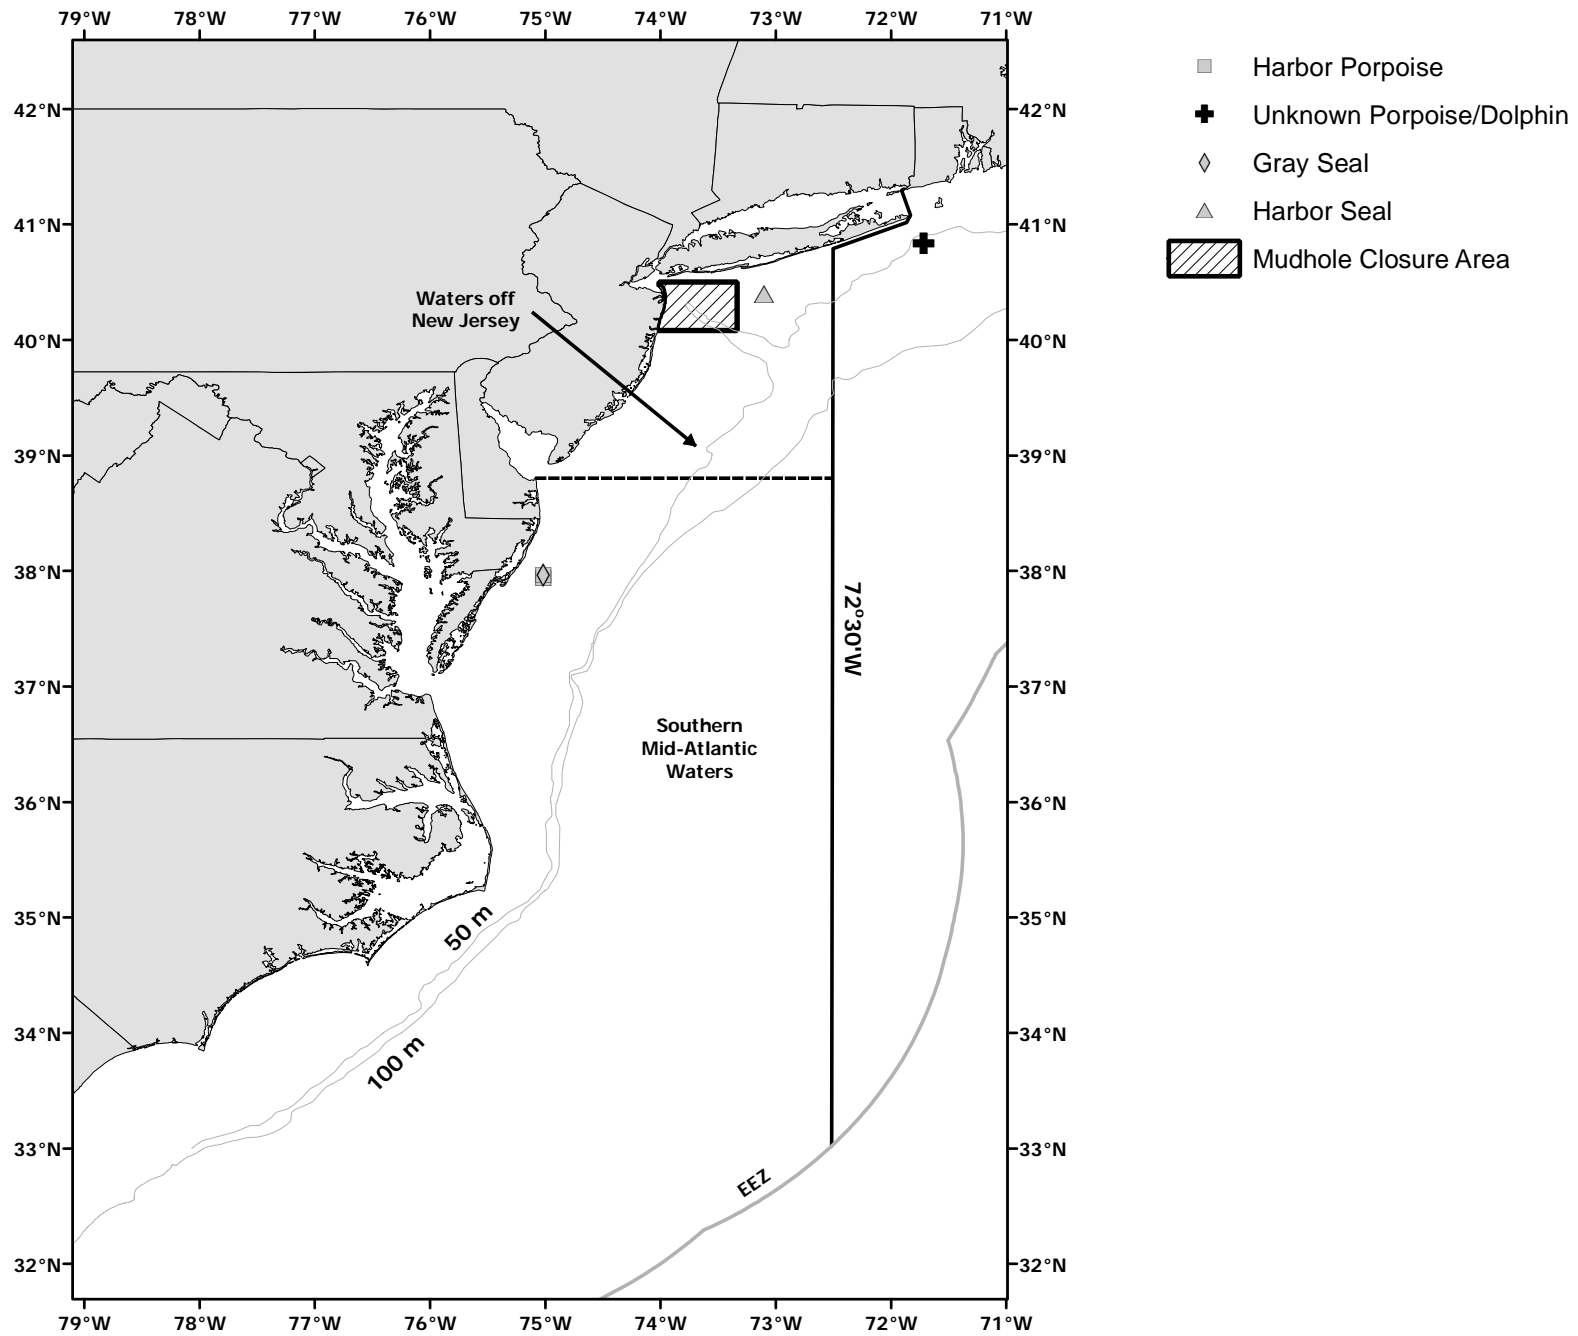 79°W 78°W 77°W 76°W 75°W 74°W 73°W 72°W 71°W
Harbor Porpoise
Unknown Porpoise/Dolphin
Gray Seal
Harbor Seal
Mudhole Closure Area
42°N 42°N
41°N 41°N
Waters off
New Jersey
40°N 40°N
39°N 39°N
38°N 38°N
72°30'W
37°N 37°N
Southern
Mid-Atlantic
Waters
36°N 36°N
35°N 35°N
50 m
34°N 34°N
100 m
33°N 33°N
EEZ
32°N 32°N
79°W 78°W 77°W 76°W 75°W 74°W 73°W 72°W 71°W